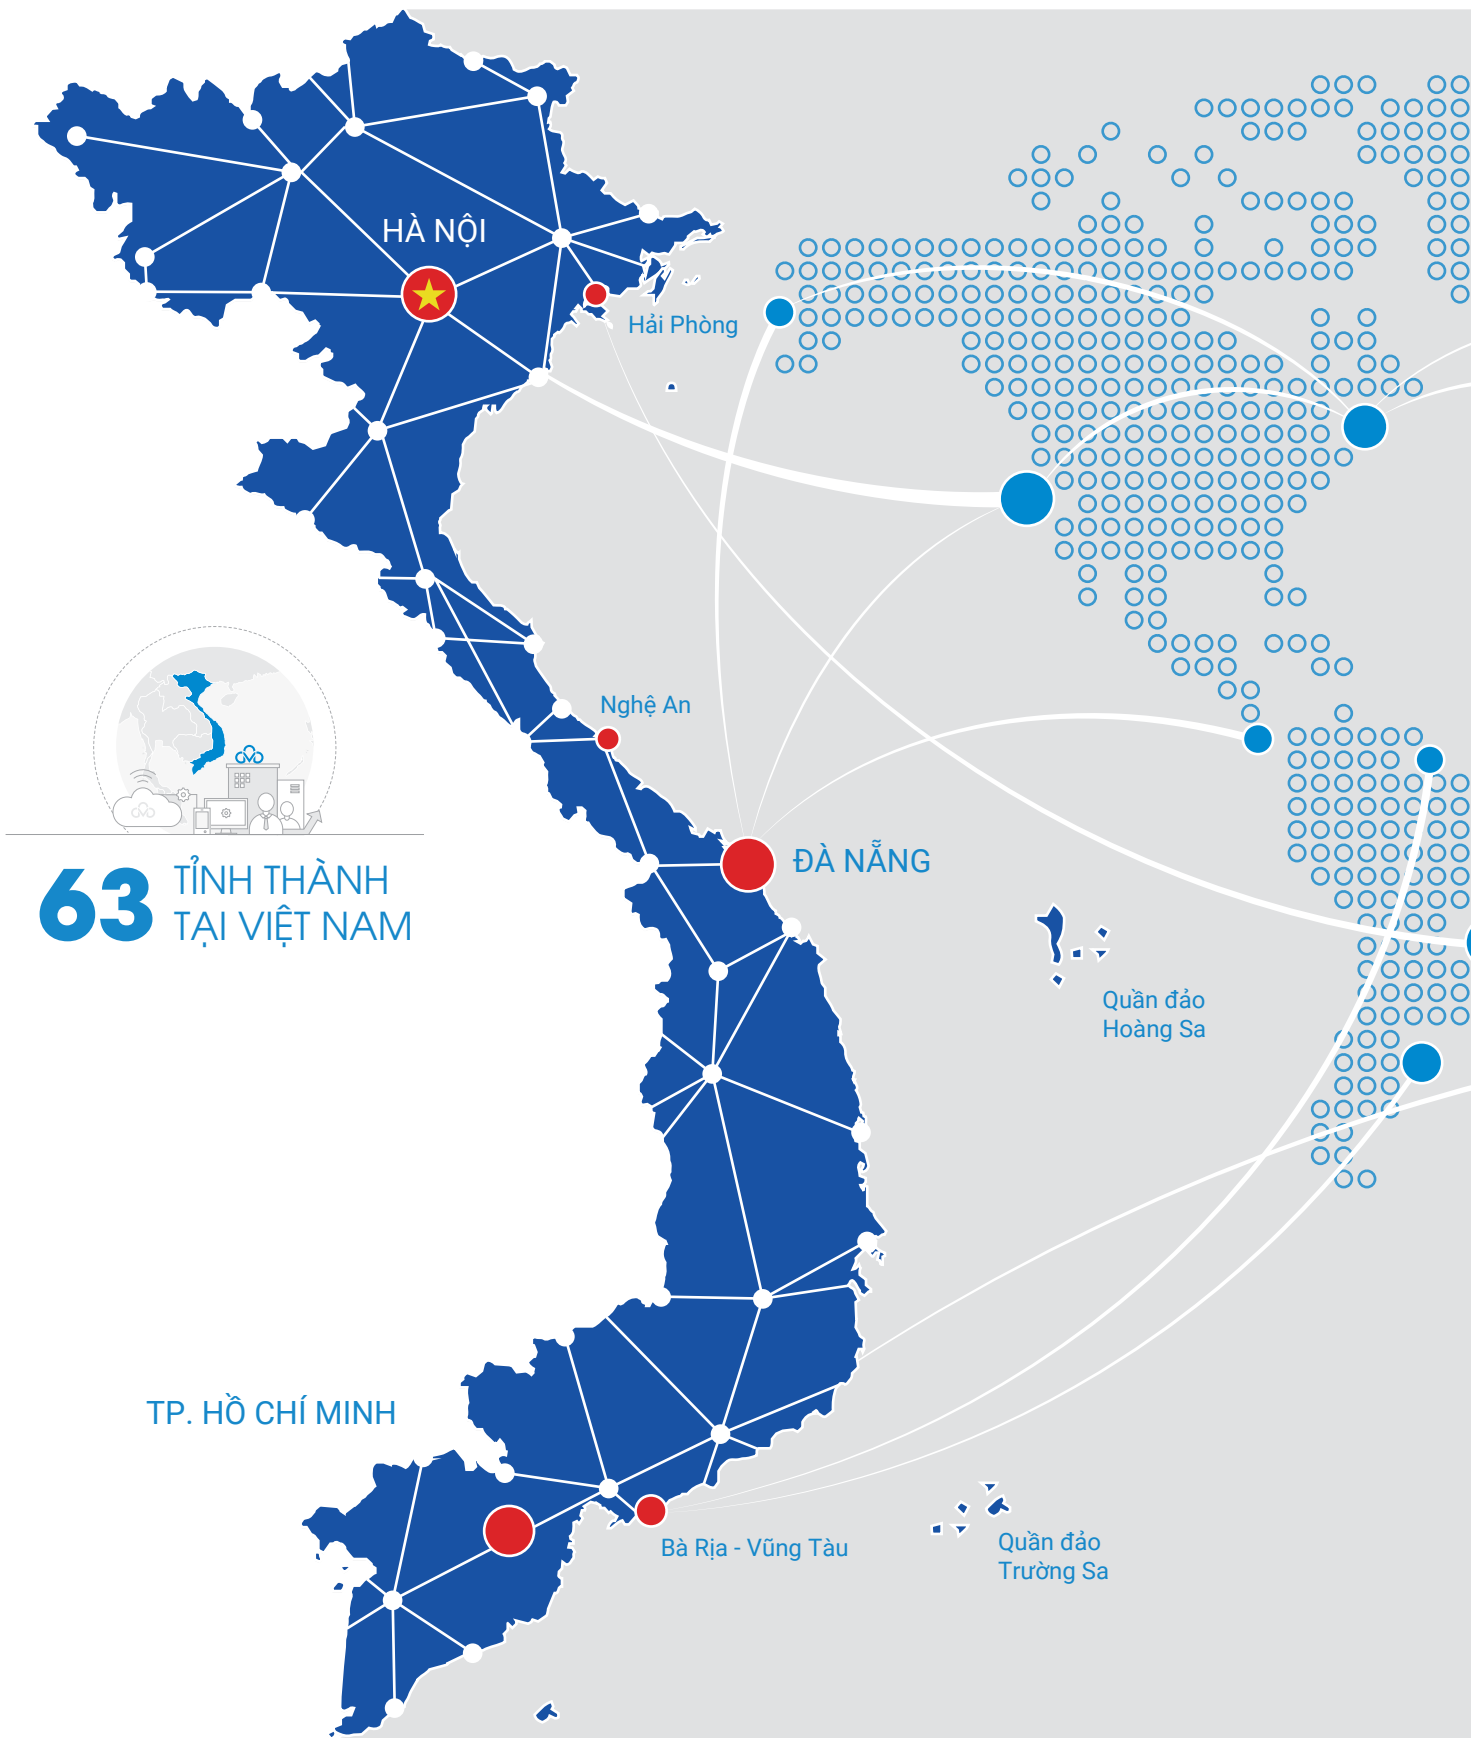 HÀ NỘI
Hải Phòng
Nghệ An
63 TỈNH THÀNH
TẠI VIỆT NAM
ĐÀ NẴNG
Quần đảo
Hoàng Sa
TP. HỒ CHÍ MINH
Bà Rịa - Vũng Tàu
Quần đảo
Trường Sa